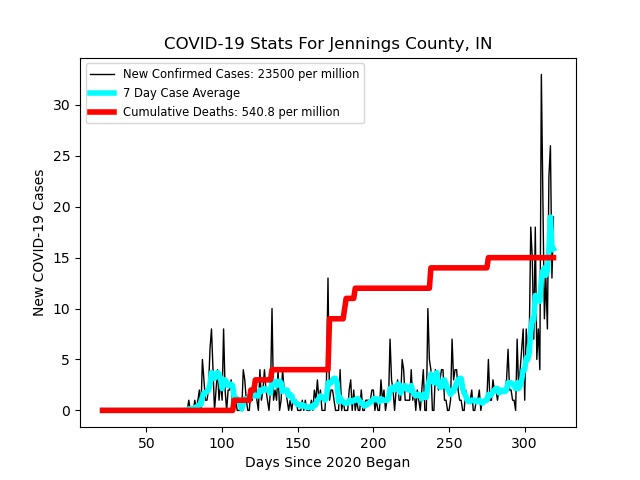 COVID-19 Stats For Jennings County, IN
New Confirmed Cases: 23500 per million
7 Day Case Average
Cumulative Deaths: 540.8 per million
New COVID-19 Cases
30
25
20
15
10
5
0
50 100 150 200 250 300
Days Since 2020 Began